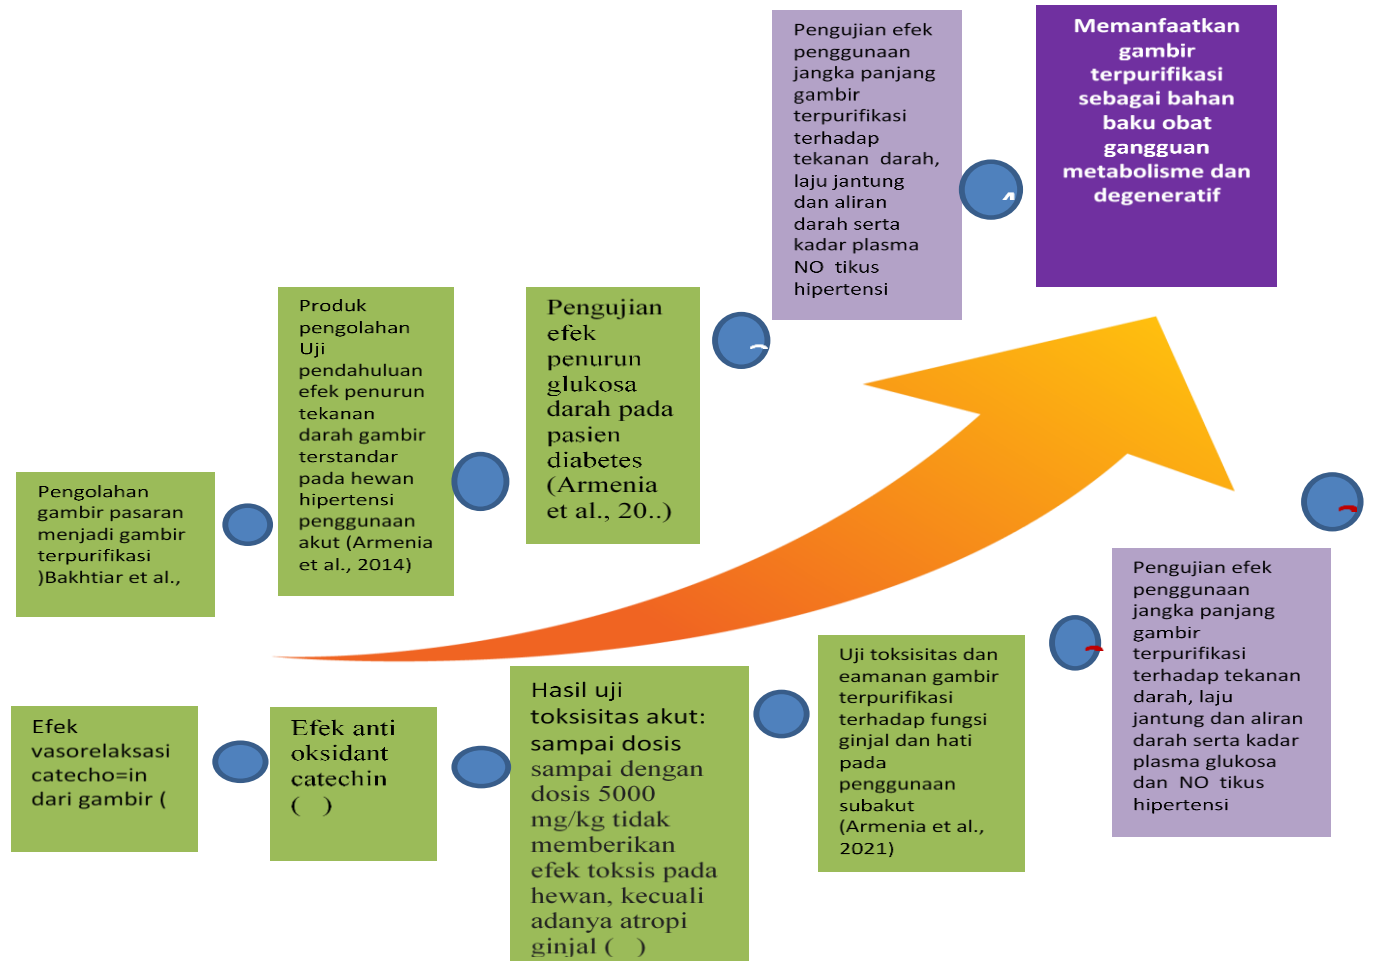 Pengujian efek
penggunaan
jangka panjang
gambir
terpurifikasi
terhadap
tekanan  darah,
laju jantung
dan aliran
darah serta
kadar plasma
NO  tikus
hipertensi
Memanfaatkan
gambir
terpurifikasi
sebagai bahan
baku obat
gangguan
metabolisme dan
degeneratif
Produk
pengolahan
Uji
pendahuluan
efek penurun
tekanan
darah gambir
terstandar
pada hewan
hipertensi
penggunaan
akut (Armenia
et al., 2014)
Pengujian
efek
penurun
glukosa
darah pada
pasien
diabetes
(Armenia
et al., 20..)
Pengolahan
gambir pasaran
menjadi gambir
terpurifikasi
)Bakhtiar et al.,
Efek
vasorelaksasi
catecho=in
dari gambir (
Efek anti
oksidant
catechin
(   )
Hasil uji
toksisitas akut:
sampai dosis
sampai dengan
dosis 5000
mg/kg tidak
memberikan
efek toksis pada
hewan, kecuali
adanya atropi
ginjal (   )
Uji toksisitas dan
eamanan gambir
terpurifikasi
terhadap fungsi
ginjal dan hati
pada
penggunaan
subakut
(Armenia et al.,
2021)
Pengujian efek
penggunaan
jangka panjang
gambir
terpurifikasi
terhadap tekanan
darah, laju
jantung dan aliran
darah serta kadar
plasma glukosa
dan  NO  tikus
hipertensi